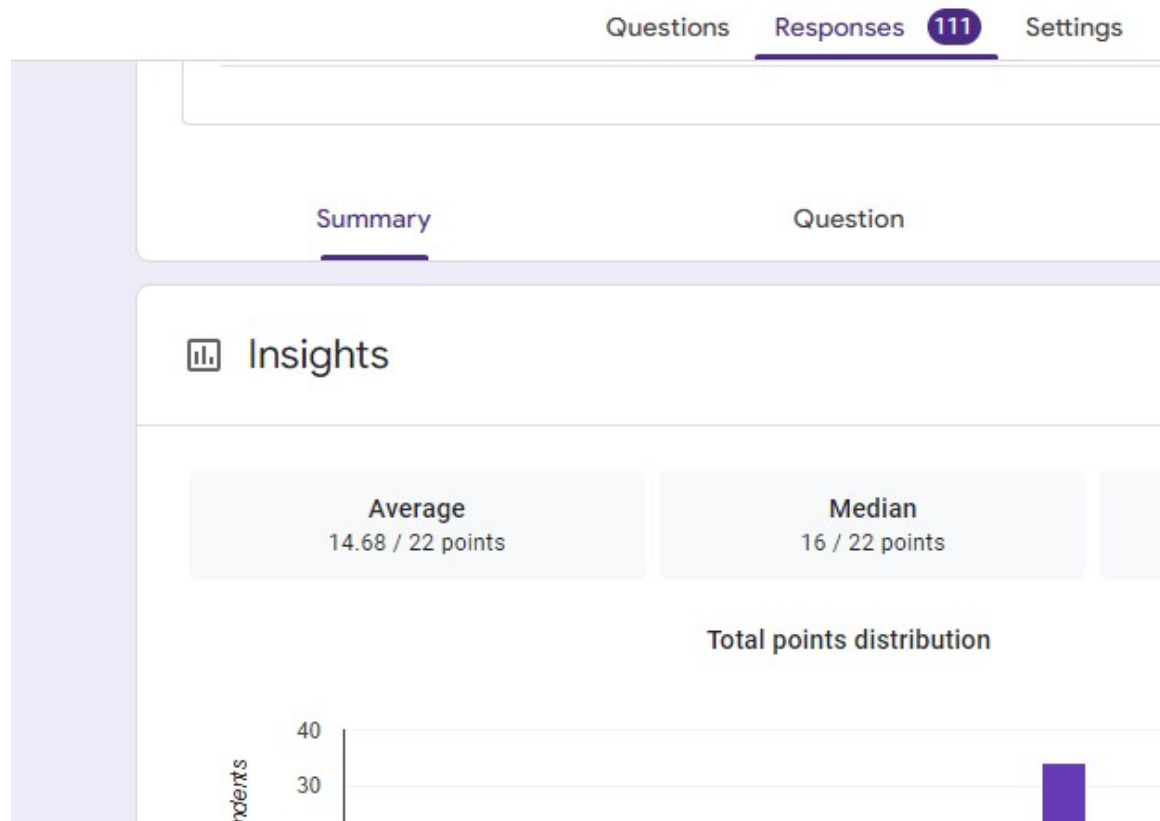 Questions Responses 111 Settings
Summary Question
Insights
Average Median
14.68 / 22 points 16 / 22 points
Total points distribution
40
30